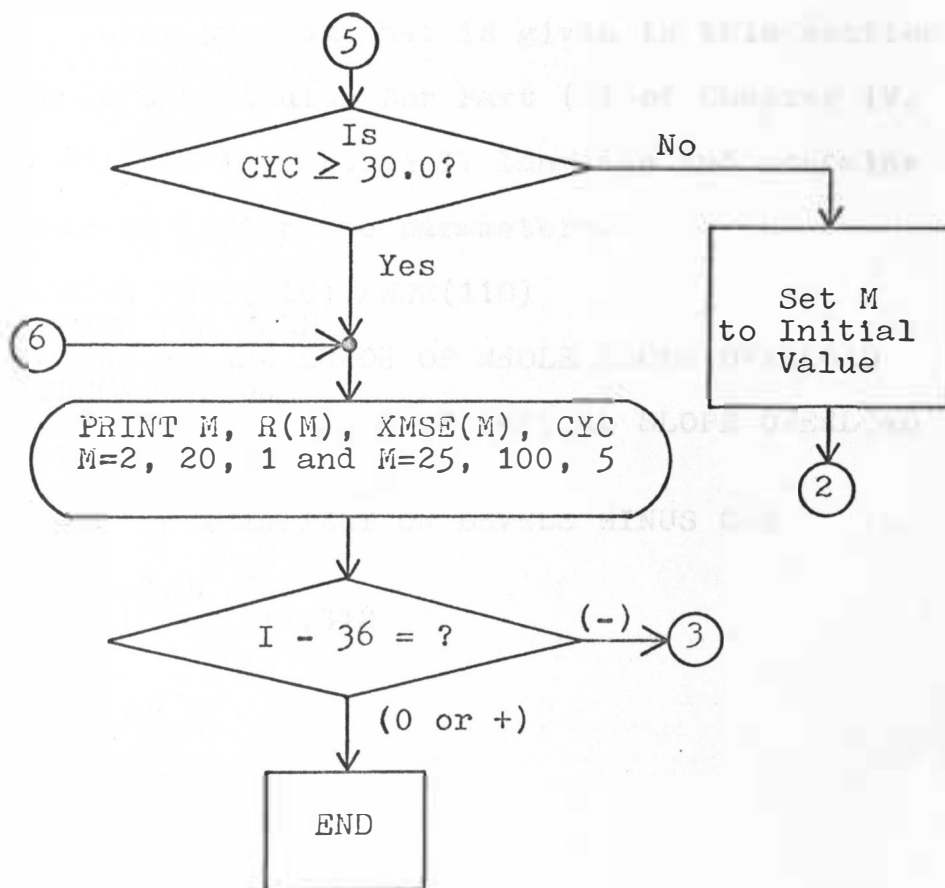 5
Is
CYC ≥ 30.0?
No
Yes
6
Set M
to Initial
Value
PRINT M, R(M), XMSE(M), CYC
M=2, 20, 1 and M=25, 100, 5
2
I - 36 = ?
(-)
3
(0 or +)
END